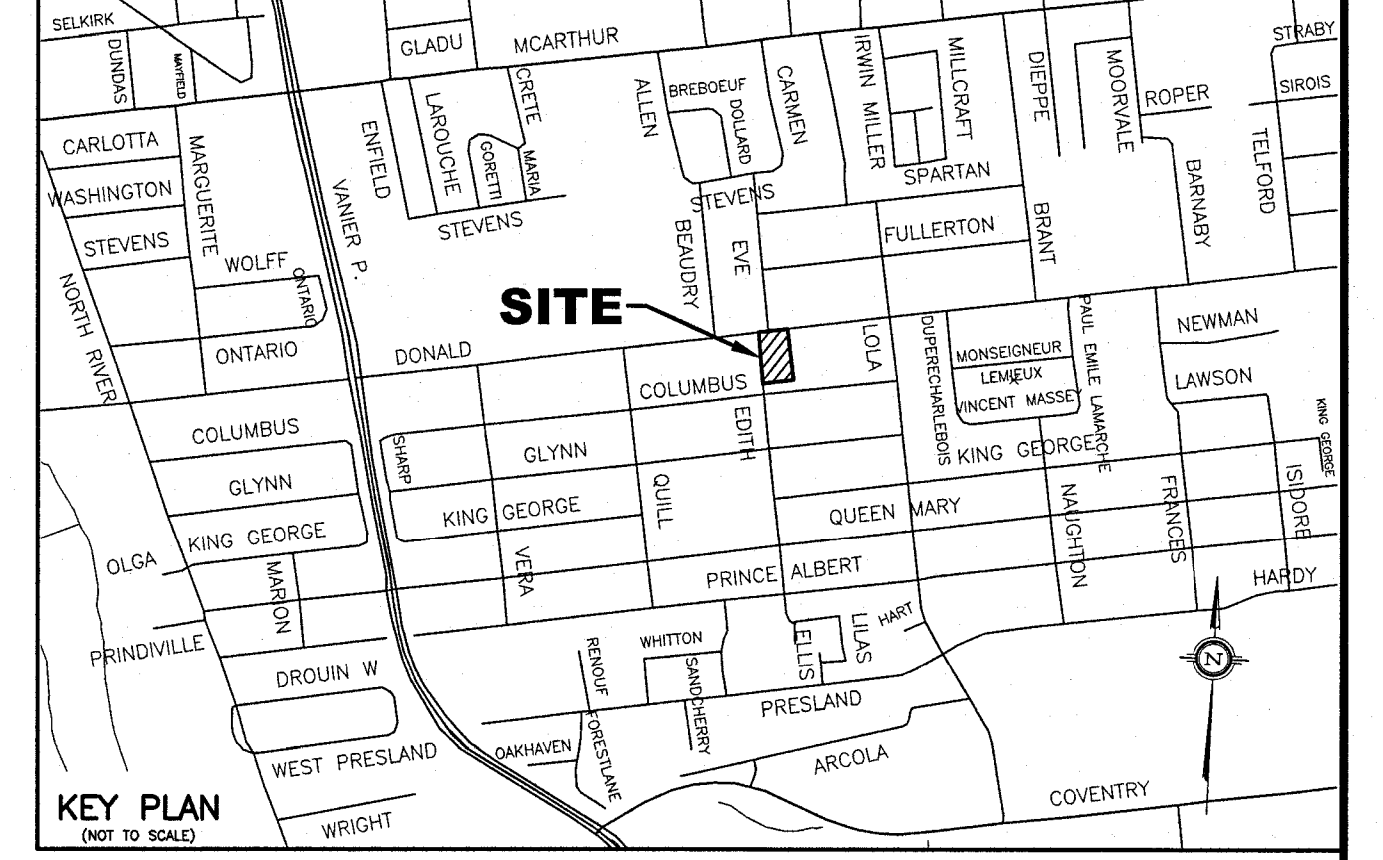 SELKIRK
DUNDAS
MAYFIELD
GLADU
MCARTHUR
CRETE
LAROUCHE
GORETTI
MARIA
ENFIELD
STEVENS
ALLEN
BREBOEUF
DOLLARD
CARMEN
IRWIN MILLER
MILLCRAFT
DIEPPE
MOORVALE
STRABY
ROPER
SIROIS
TELFORD
BARNABY
CARLOTTA
WASHINGTON
STEVENS
MARGUERITE
VANIER P.
NORTH RIVER
WOLFF
ONTARIO
ONTARIO
STEVENS
BEAUDRY
EVE
SPARTAN
FULLERTON
BRANT
SITE
DONALD
COLUMBUS
LOLA
DUPERECHARLEBOIS
MONSEIGNEUR
LEMIEUX
VINCENT MASSEY
PAUL EMILE LAMARCHE
NEWMAN
LAWSON
KING GEORGE
COLUMBUS
GLYNN
KING GEORGE
SHARP
GLYNN
KING GEORGE
QUILL
EDITH
KING GEORGE
QUEEN MARY
NAUGHTON
FRANCES
ISIDORE
HARDY
OLGA
MARION
PRINDIVILLE
VERA
PRINCE ALBERT
DROUIN W
WHITTON
RENOUF
SANDCHERRY
ELLIS
LILAS
HART
N
PRESLAND
OAKHAVEN
FORESTLANE
WEST PRESLAND
ARCOLA
COVENTRY
WRIGHT
KEY PLAN
(NOT TO SCALE)